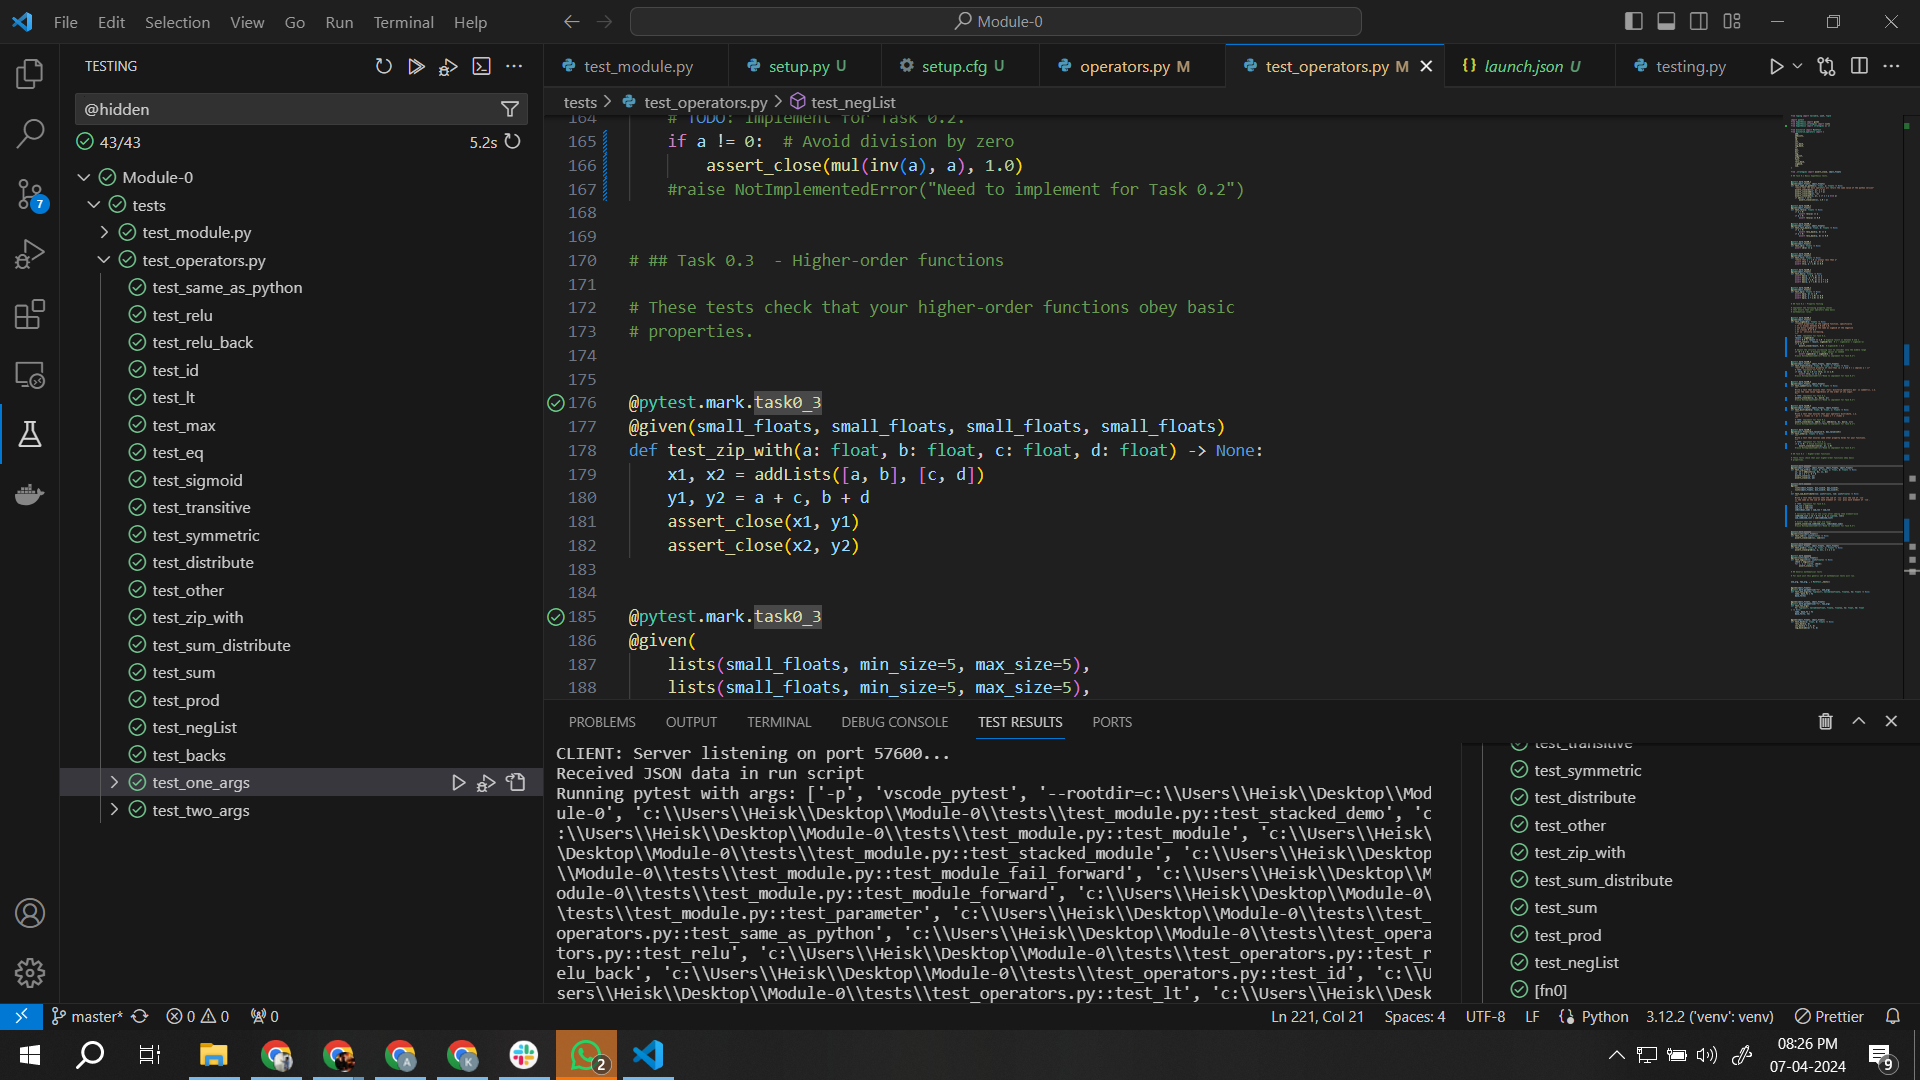 File Edit Selection View Go Run Terminal Help
Module-0
TESTING
@hidden
43/43
5.2s
Module-0
tests
test_module.py
test_operators.py
test_same_as_python
test_relu
test_relu_back
test_id
test_lt
test_max
test_eq
test_sigmoid
test_transitive
test_symmetric
test_distribute
test_other
test_zip_with
test_sum_distribute
test_sum
test_prod
test_negList
test_backs
test_one_args
test_two_args
7
test_module.py
setup.py U
setup.cfg U
operators.py M
test_operators.py M
launch.json U
testing.py
tests > test_operators.py > test_negList
164 # TODO: Implement for Task 0.2.
165 if a != 0:  # Avoid division by zero
166 assert_close(mul(inv(a), a), 1.0)
167 #raise NotImplementedError("Need to implement for Task 0.2")
168
169
170 # ## Task 0.3  - Higher-order functions
171
172 # These tests check that your higher-order functions obey basic
173 # properties.
174
175
176 @pytest.mark.task0_3
177 @given(small_floats, small_floats, small_floats, small_floats)
178 def test_zip_with(a: float, b: float, c: float, d: float) -> None:
179 x1, x2 = addLists([a, b], [c, d])
180 y1, y2 = a + c, b + d
181 assert_close(x1, y1)
182 assert_close(x2, y2)
183
184
185 @pytest.mark.task0_3
186 @given(
187 lists(small_floats, min_size=5, max_size=5),
188 lists(small_floats, min_size=5, max_size=5),
PROBLEMS OUTPUT TERMINAL DEBUG CONSOLE TEST RESULTS PORTS
CLIENT: Server listening on port 57600...
Received JSON data in run script
Running pytest with args: ['-p', 'vscode_pytest', '--rootdir=c:\\Users\\Heisk\\Desktop\\Mod
ule-0', 'c:\\Users\\Heisk\\Desktop\\Module-0\\tests\\test_module.py::test_stacked_demo', 'c
:\\Users\\Heisk\\Desktop\\Module-0\\tests\\test_module.py::test_module', 'c:\\Users\\Heisk\
\Desktop\\Module-0\\tests\\test_module.py::test_stacked_module', 'c:\\Users\\Heisk\\Desktop
\\Module-0\\tests\\test_module.py::test_module_fail_forward', 'c:\\Users\\Heisk\\Desktop\\M
odule-0\\tests\\test_module.py::test_module_forward', 'c:\\Users\\Heisk\\Desktop\\Module-0\
\tests\\test_module.py::test_parameter', 'c:\\Users\\Heisk\\Desktop\\Module-0\\tests\\test_
operators.py::test_same_as_python', 'c:\\Users\\Heisk\\Desktop\\Module-0\\tests\\test_opera
tors.py::test_relu', 'c:\\Users\\Heisk\\Desktop\\Module-0\\tests\\test_operators.py::test_r
elu_back', 'c:\\Users\\Heisk\\Desktop\\Module-0\\tests\\test_operators.py::test_id', 'c:\\U
sers\\Heisk\\Desktop\\Module-0\\tests\\test_operators.py::test_lt', 'c:\\Users\\Heisk\\Desk
test_transitive
test_symmetric
test_distribute
test_other
test_zip_with
test_sum_distribute
test_sum
test_prod
test_negList
[fn0]
master* 0 0 0
Ln 221, Col 21 Spaces: 4 UTF-8 LF Python 3.12.2 ('venv': venv) Prettier
A K 2
08:26 PM
07-04-2024
9